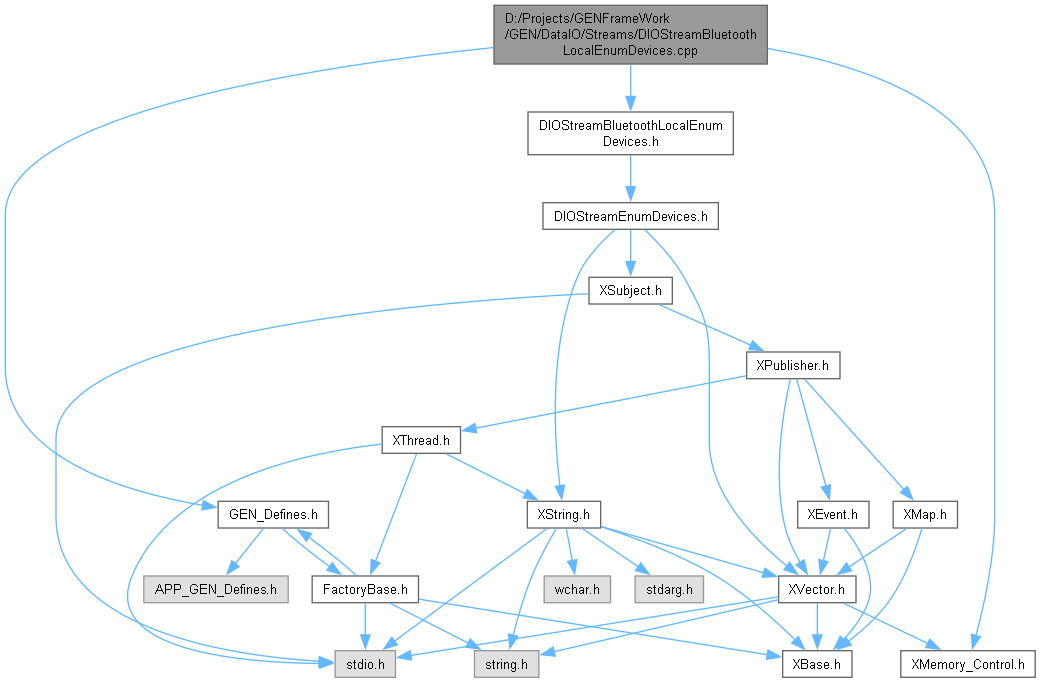 D:/Projects/GENFrameWork
/GEN/DataIO/Streams/DIOStreamBluetooth
LocalEnumDevices.cpp
DIOStreamBluetoothLocalEnum
Devices.h
DIOStreamEnumDevices.h
XSubject.h
XPublisher.h
XThread.h
GEN_Defines.h
XString.h
XEvent.h
XMap.h
APP_GEN_Defines.h
FactoryBase.h
wchar.h
stdarg.h
XVector.h
stdio.h
string.h
XBase.h
XMemory_Control.h